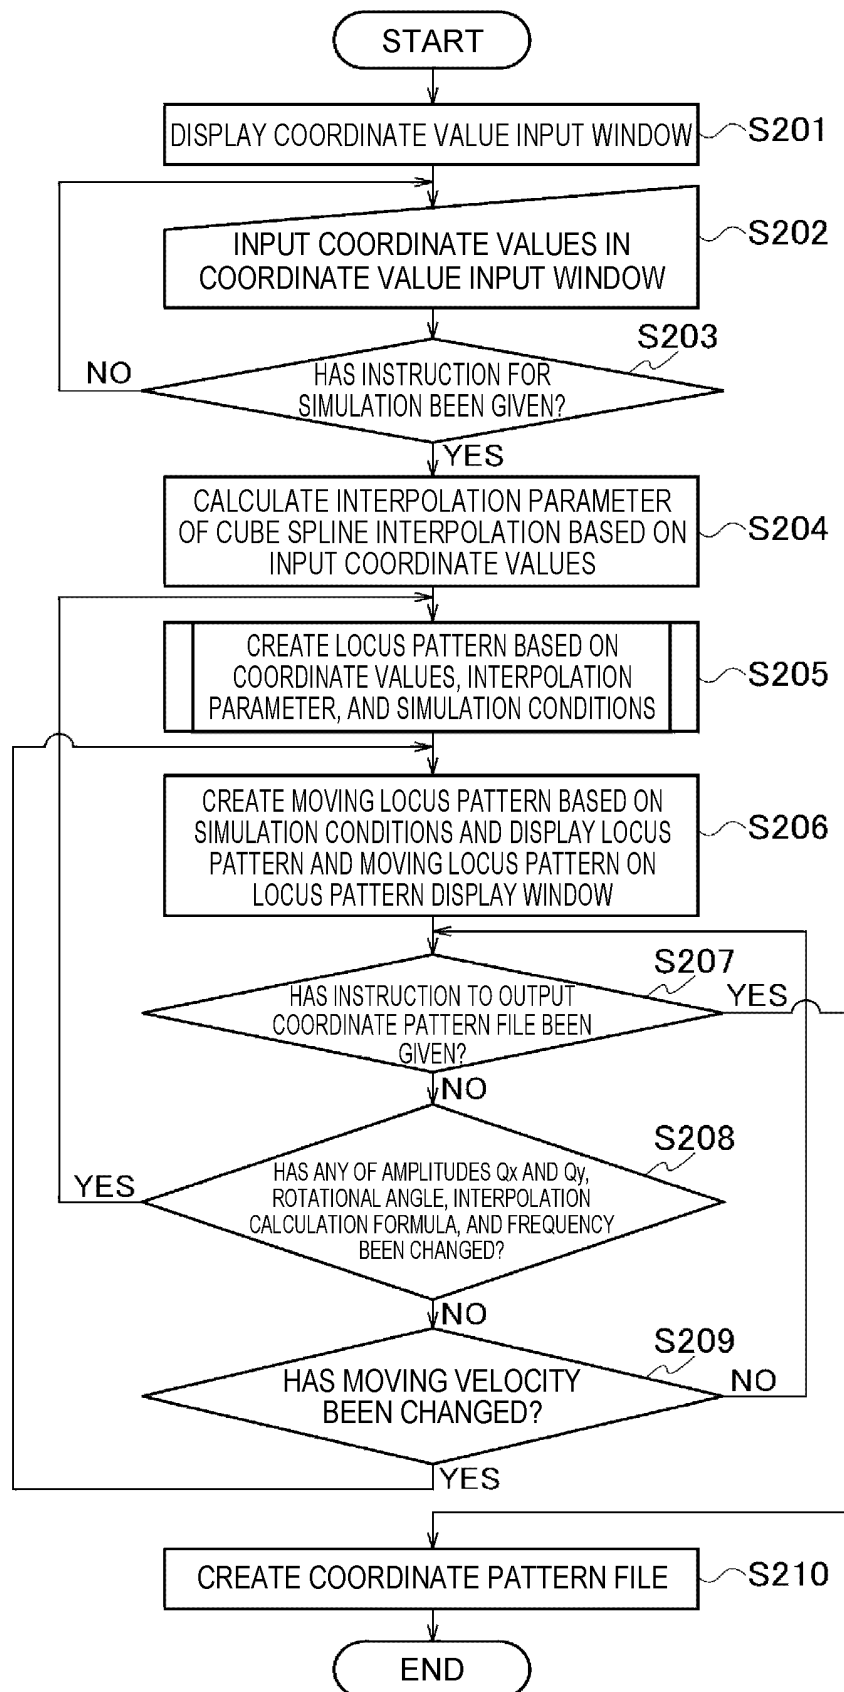 START
DISPLAY COORDINATE VALUE INPUT WINDOW
S201
INPUT COORDINATE VALUES IN
COORDINATE VALUE INPUT WINDOW
S202
S203
HAS INSTRUCTION FOR
SIMULATION BEEN GIVEN?
NO
YES
CALCULATE INTERPOLATION PARAMETER
OF CUBE SPLINE INTERPOLATION BASED ON
INPUT COORDINATE VALUES
S204
CREATE LOCUS PATTERN BASED ON
COORDINATE VALUES, INTERPOLATION
PARAMETER, AND SIMULATION CONDITIONS
S205
CREATE MOVING LOCUS PATTERN BASED ON
SIMULATION CONDITIONS AND DISPLAY LOCUS
PATTERN AND MOVING LOCUS PATTERN ON
LOCUS PATTERN DISPLAY WINDOW
S206
S207
HAS INSTRUCTION TO OUTPUT
COORDINATE PATTERN FILE BEEN
GIVEN?
YES
NO
S208
HAS ANY OF AMPLITUDES Qx AND Qy,
ROTATIONAL ANGLE, INTERPOLATION
CALCULATION FORMULA, AND FREQUENCY
BEEN CHANGED?
YES
NO
S209
HAS MOVING VELOCITY
BEEN CHANGED?
NO
YES
CREATE COORDINATE PATTERN FILE
S210
END